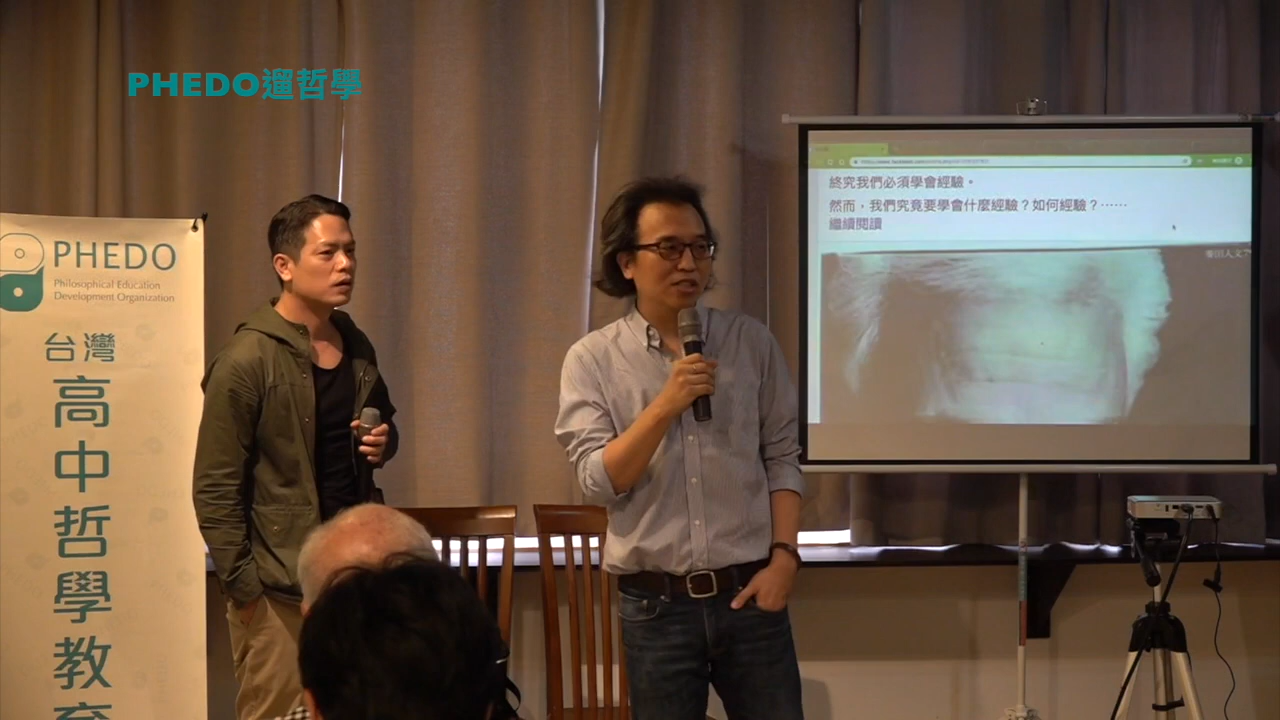 PHEDO遛哲學
PHEDO
Philosophical Education
Development Organization
台灣
高中哲學教育
終究我們必須學會經驗。
然而，我們究竟要學會什麼經驗？如何經驗？⋯⋯
繼續閱讀